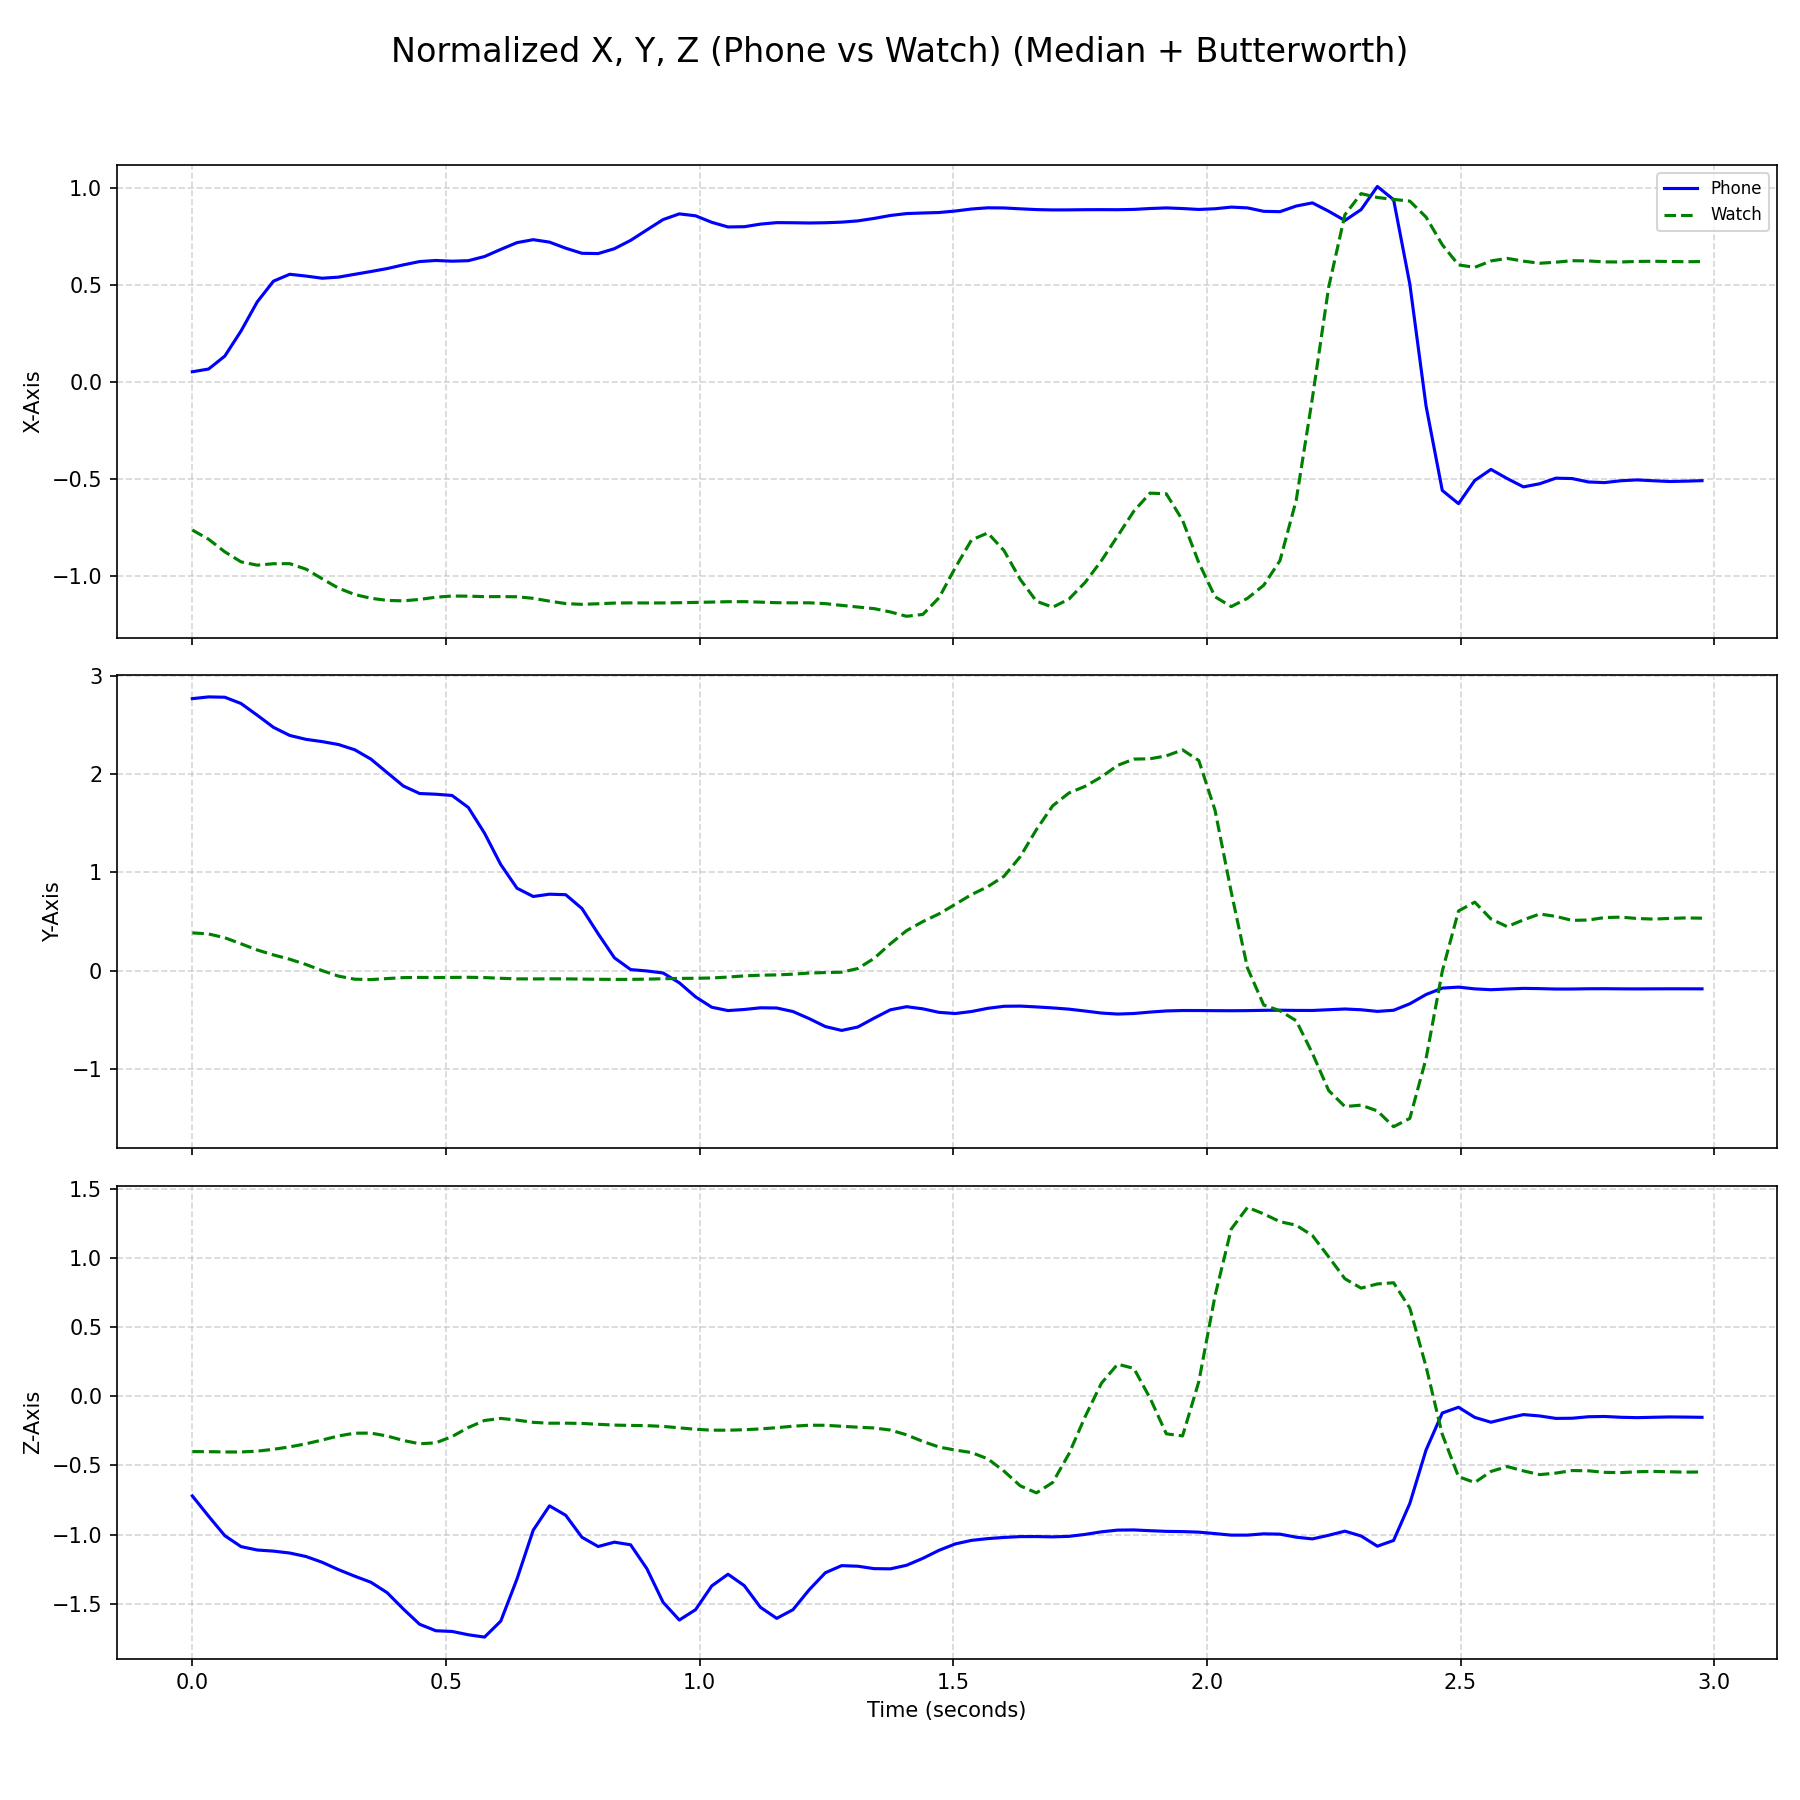 Normalized X, Y, Z (Phone vs Watch) (Median + Butterworth)
Phone
Watch
1.0
0.5
0.0
−0.5
−1.0
X-Axis
3
2
1
0
−1
Y-Axis
1.5
1.0
0.5
0.0
−0.5
−1.0
−1.5
Z-Axis
0.0 0.5 1.0 1.5 2.0 2.5 3.0
Time (seconds)